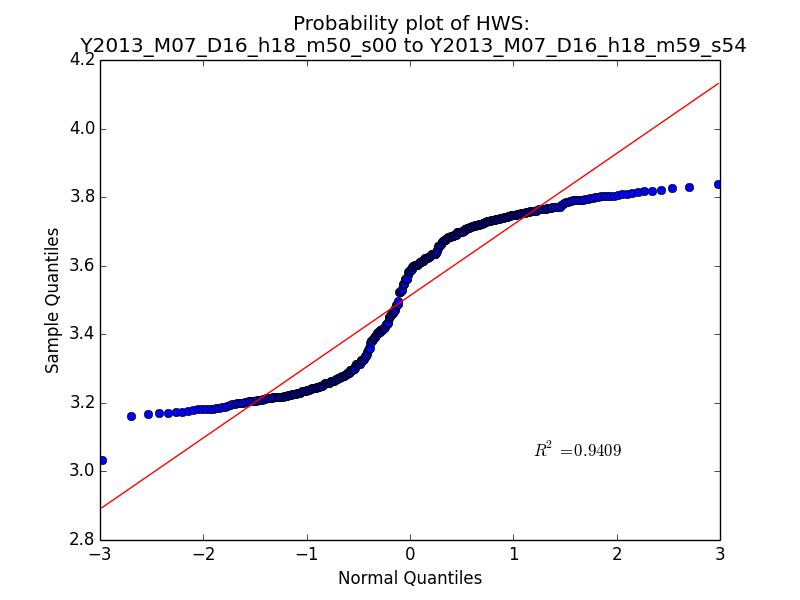 Probability plot of HWS:
Y2013_M07_D16_h18_m50_s00 to Y2013_M07_D16_h18_m59_s54
4.2
4.0
3.8
3.6
3.4
3.2
3.0
2.8
Sample Quantiles
R² =0.9409
−3 −2 −1 0 1 2 3
Normal Quantiles